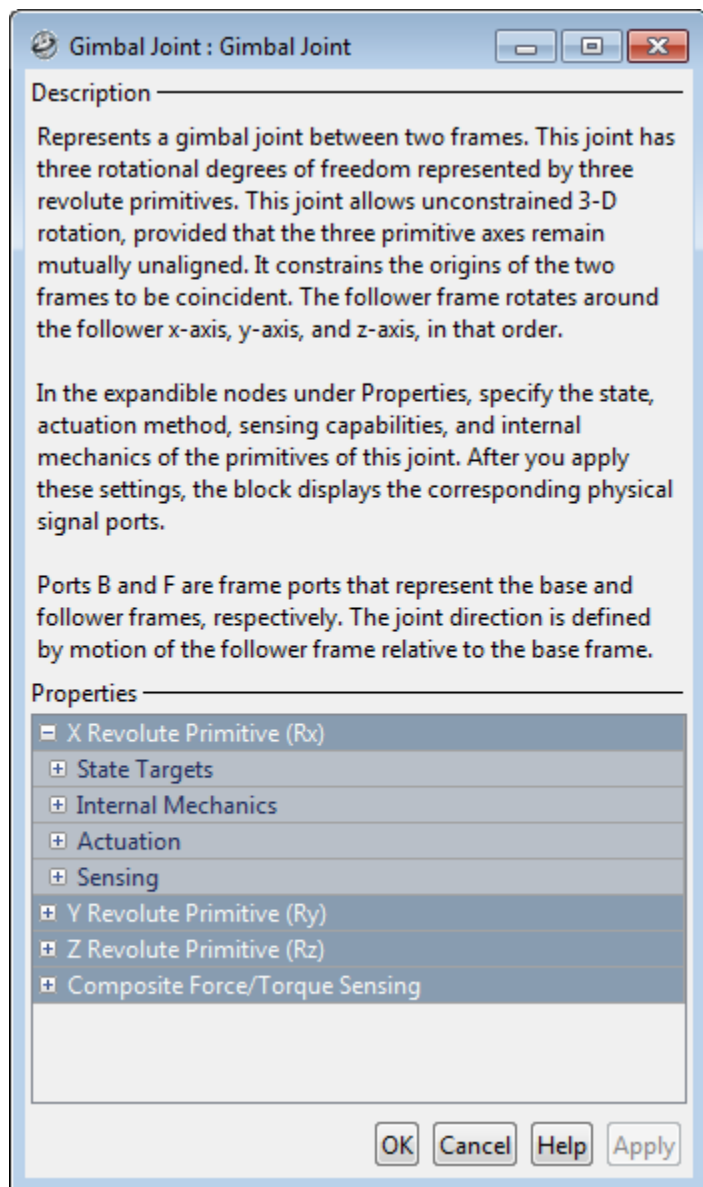 Gimbal Joint : Gimbal Joint
Description
Represents a gimbal joint between two frames. This joint has
three rotational degrees of freedom represented by three
revolute primitives. This joint allows unconstrained 3-D
rotation, provided that the three primitive axes remain
mutually unaligned. It constrains the origins of the two
frames to be coincident. The follower frame rotates around
the follower x-axis, y-axis, and z-axis, in that order.
In the expandible nodes under Properties, specify the state,
actuation method, sensing capabilities, and internal
mechanics of the primitives of this joint. After you apply
these settings, the block displays the corresponding physical
signal ports.
Ports B and F are frame ports that represent the base and
follower frames, respectively. The joint direction is defined
by motion of the follower frame relative to the base frame.
Properties
X Revolute Primitive (Rx)
State Targets
Internal Mechanics
Actuation
Sensing
Y Revolute Primitive (Ry)
Z Revolute Primitive (Rz)
Composite Force/Torque Sensing
OK Cancel Help Apply